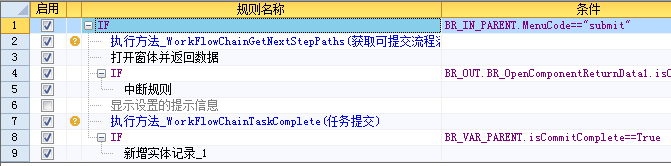 启用 规则名称 条件
1 IF BR_IN_PARENT.MenuCode=="submit"
2 执行方法_WorkFlowChainGetNextStepPaths(获取可提交流程
3 打开窗体并返回数据
4 IF BR_OUT.BR_OpenComponentReturnData1.isC
5 中断规则
6 显示设置的提示信息
7 执行方法_WorkFlowChainTaskComplete(任务提交)
8 IF BR_VAR_PARENT.isCommitComplete==True
9 新增实体记录_1